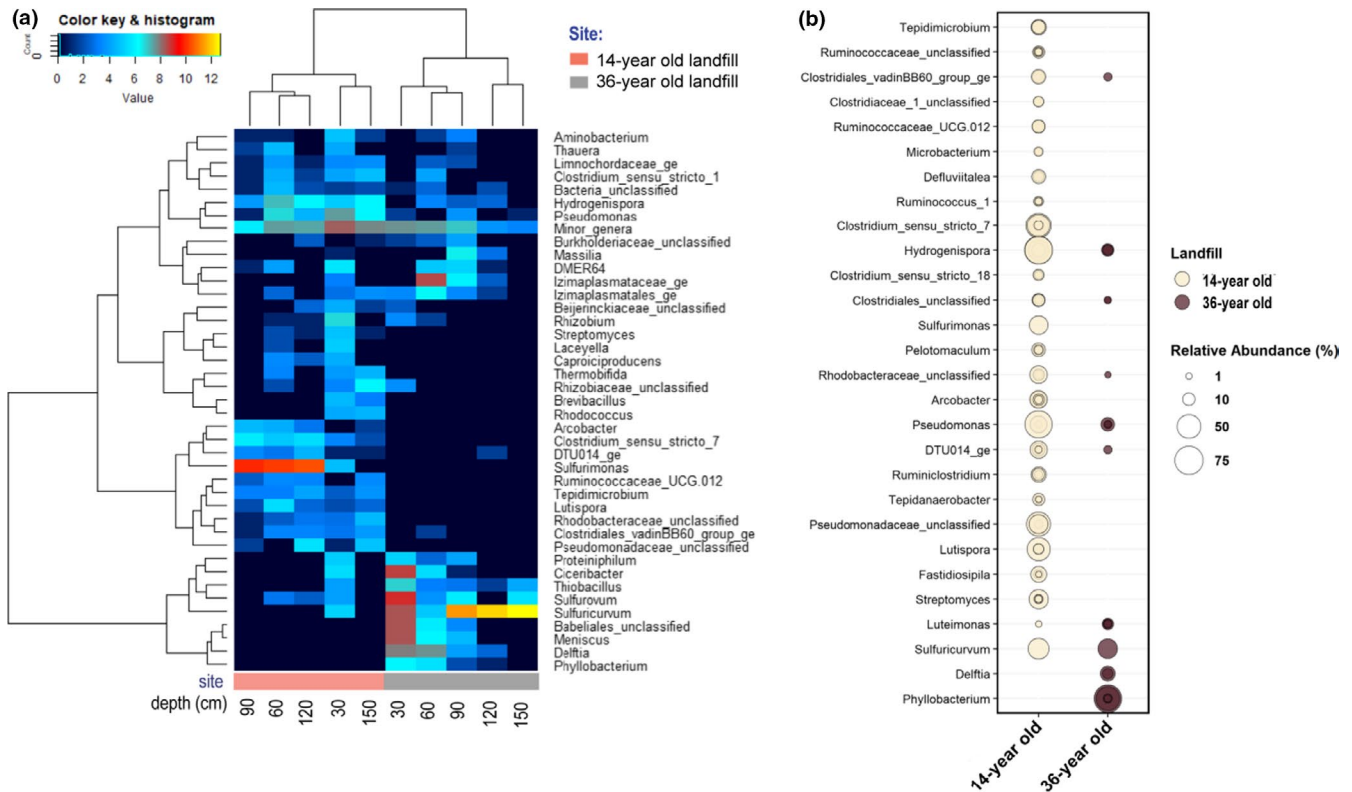 (a)
Color key & histogram
Count
0
0 2 4 6 8 10 12
Value
Site:
14-year old landfill
36-year old landfill
Aminobacterium
Thauera
Limnochordaceae_ge
Clostridium_sensu_stricto_1
Bacteria_unclassified
Hydrogenispora
Pseudomonas
Minor_genera
Burkholderiaceae_unclassified
Massilia
DMER64
Izimaplasmataceae_ge
Izimaplasmatales_ge
Beijerinckiaceae_unclassified
Rhizobium
Streptomyces
Laceyella
Caproiciproducens
Thermobifida
Rhizobiaceae_unclassified
Brevibacillus
Rhodococcus
Arcobacter
Clostridium_sensu_stricto_7
DTU014_ge
Sulfurimonas
Ruminococcaceae_UCG.012
Tepidimicrobium
Lutispora
Rhodobacteraceae_unclassified
Clostridiales_vadinBB60_group_ge
Pseudomonadaceae_unclassified
Proteiniphilum
Ciceribacter
Thiobacillus
Sulfurovum
Sulfuricurvum
Babeliales_unclassified
Meniscus
Delftia
Phyllobacterium
site
depth (cm)
90 60 120 30 150 30 60 90 120 150
(b)
Tepidimicrobium
Ruminococcaceae_unclassified
Clostridiales_vadinBB60_group_ge
Clostridiaceae_1_unclassified
Ruminococcaceae_UCG.012
Microbacterium
Defluviitalea
Ruminococcus_1
Clostridium_sensu_stricto_7
Hydrogenispora
Clostridium_sensu_stricto_18
Clostridiales_unclassified
Sulfurimonas
Pelotomaculum
Rhodobacteraceae_unclassified
Arcobacter
Pseudomonas
DTU014_ge
Ruminiclostridium
Tepidanaerobacter
Pseudomonadaceae_unclassified
Lutispora
Fastidiosipila
Streptomyces
Luteimonas
Sulfuricurvum
Delftia
Phyllobacterium
14-year old
36-year old
Landfill
14-year old
36-year old
Relative Abundance (%)
1
10
50
75